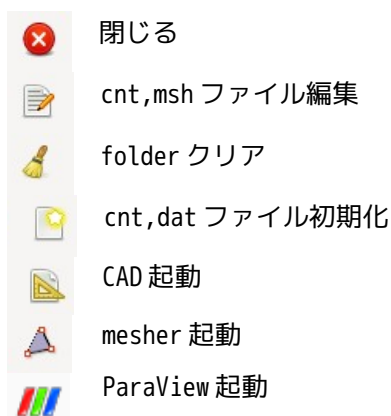 閉じる
cnt,msh ファイル編集
folder クリア
cnt,dat ファイル初期化
CAD 起動
mesher 起動
ParaView 起動